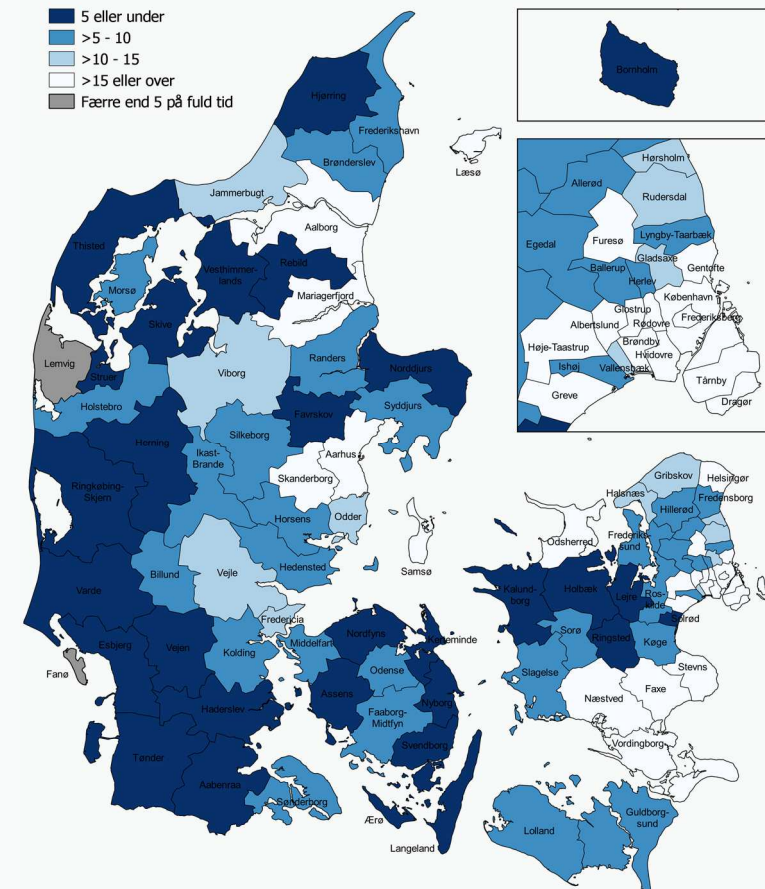 5 eller under
>5 - 10
>10 - 15
>15 eller over
Færre end 5 på fuld tid
Hjørring
Frederikshavn
Brønderslev
Læsø
Jammerbugt
Aalborg
Thisted
Vesthimmer-
lands
Rebild
Morsø
Mariagerfjord
Skive
Lemvig
Struer
Viborg
Randers
Norddjurs
Holstebro
Favrskov
Syddjurs
Herning
Silkeborg
Ikast-
Brande
Aarhus
Skanderborg
Ringkøbing-
Skjern
Horsens
Odder
Samsø
Hedensted
Billund
Vejle
Varde
Fredericia
Esbjerg
Vejen
Kolding
Middelfart
Nordfyns
Kerteminde
Fanø
Odense
Assens
Nyborg
Haderslev
Faaborg-
Midtfyn
Svendborg
Tønder
Aabenraa
Sønderborg
Ærø
Langeland
Bornholm
Hørsholm
Allerød
Rudersdal
Egedal
Furesø
Lyngby-Taarbæk
Gladsaxe
Ballerup
Herlev
Gentofte
København
Glostrup
Frederiksberg
Albertslund
Rødovre
Høje-Taastrup
Brøndby
Hvidovre
Ishøj
Vallensbæk
Tårnby
Greve
Dragør
Gribskov
Helsingør
Halsnæs
Fredensborg
Hillerød
Odsherred
Frederiks-
sund
Kalund-
borg
Holbæk
Lejre
Ros-
kilde
Solrød
Sorø
Ringsted
Køge
Slagelse
Stevns
Næstved
Faxe
Vordingborg
Lolland
Guldborg-
sund